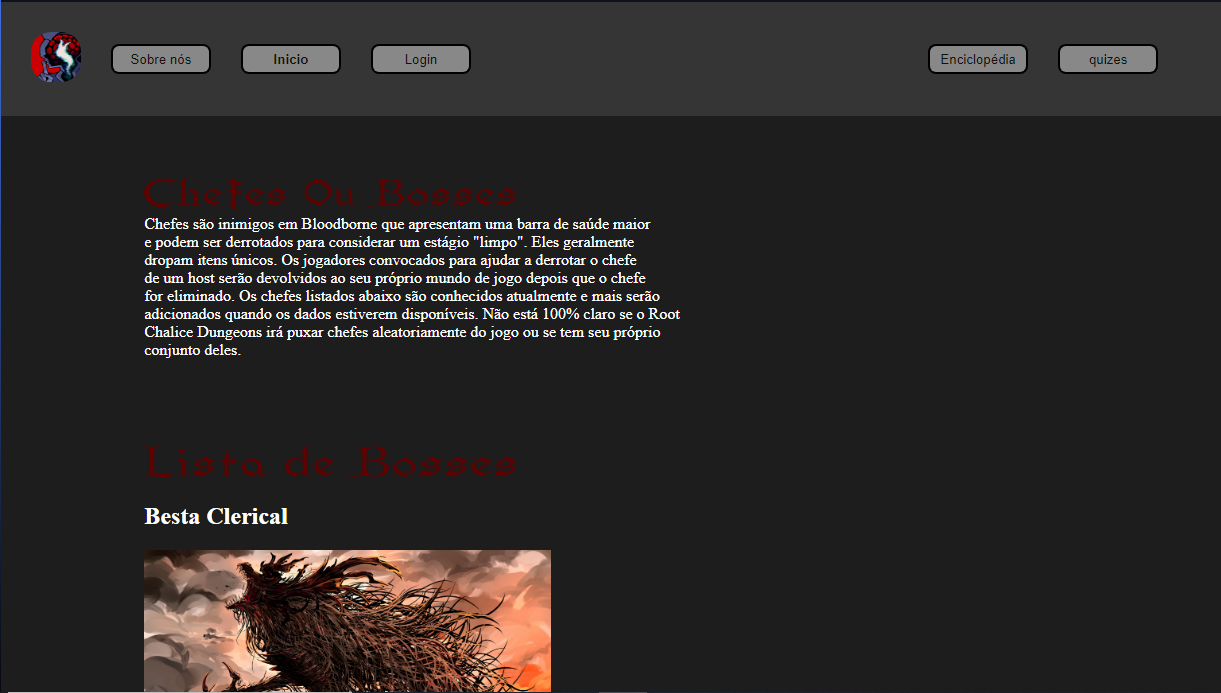 Sobre nós
Inicio
Login
Enciclopédia
quizes
Chefes Ou Bosses
Chefes são inimigos em Bloodborne que apresentam uma barra de saúde maior
e podem ser derrotados para considerar um estágio "limpo". Eles geralmente
dropam itens únicos. Os jogadores convocados para ajudar a derrotar o chefe
de um host serão devolvidos ao seu próprio mundo de jogo depois que o chefe
for eliminado. Os chefes listados abaixo são conhecidos atualmente e mais serão
adicionados quando os dados estiverem disponíveis. Não está 100% claro se o Root
Chalice Dungeons irá puxar chefes aleatoriamente do jogo ou se tem seu próprio
conjunto deles.
Lista de Bosses
Besta Clerical